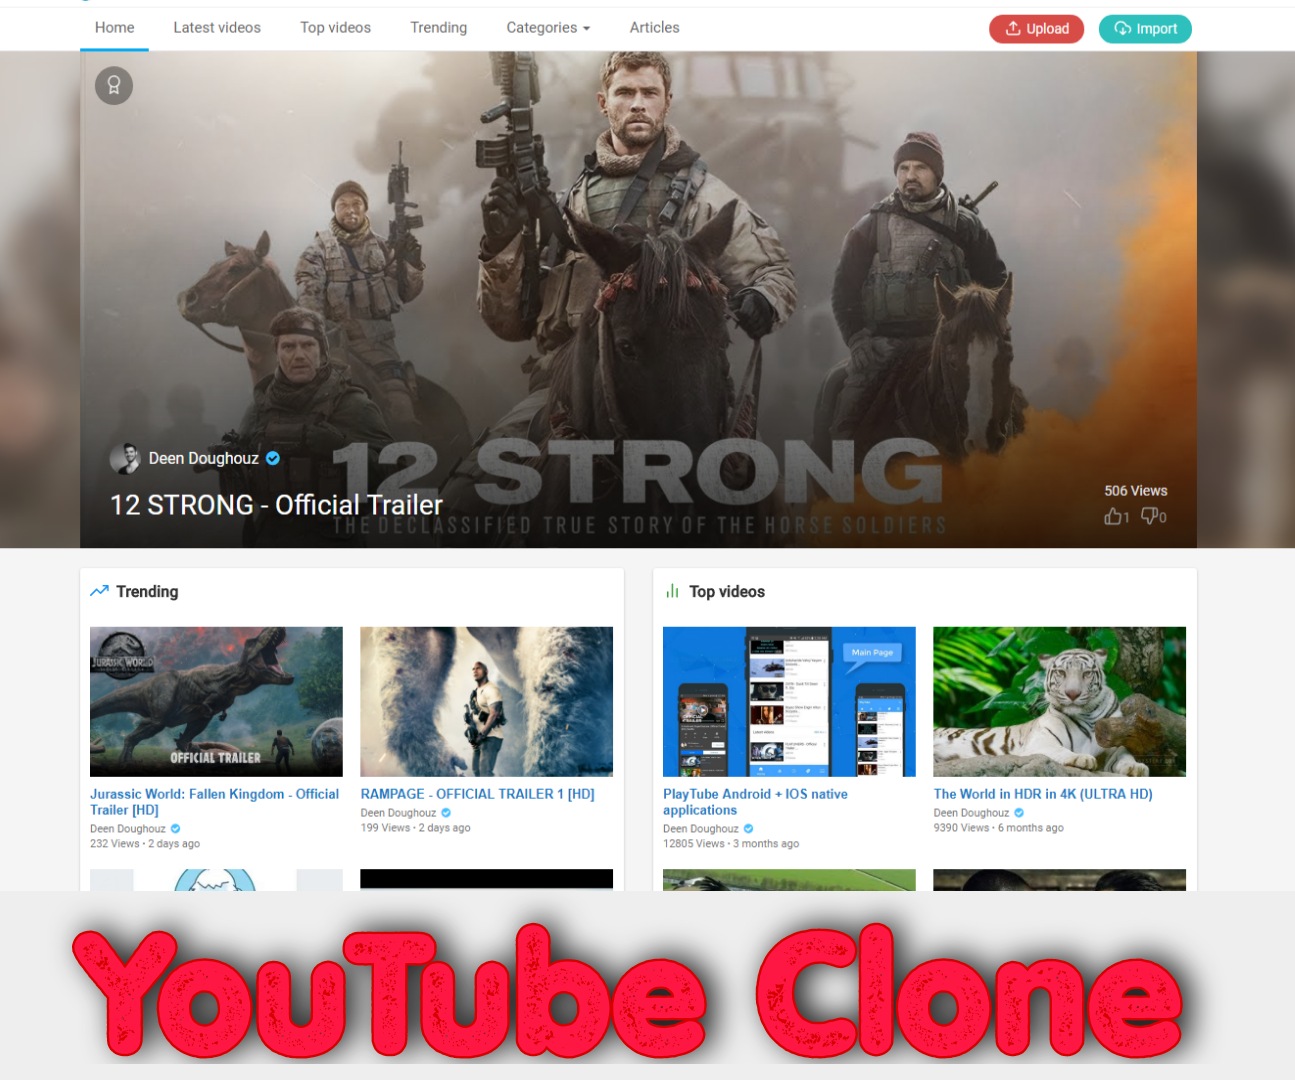 Home Latest videos Top videos Trending Categories Articles Upload Import
12 STRONG
THE DECLASSIFIED TRUE STORY OF THE HORSE SOLDIERS
Deen Doughouz
12 STRONG - Official Trailer
506 Views
1 0
Trending
JURASSIC WORLD
OFFICIAL TRAILER
Jurassic World: Fallen Kingdom - Official
Trailer [HD]
Deen Doughouz
232 Views • 2 days ago
RAMPAGE - OFFICIAL TRAILER 1 [HD]
Deen Doughouz
199 Views • 2 days ago
Top videos
Main Page
PlayTube Android + IOS native
applications
Deen Doughouz
12805 Views • 3 months ago
The World in HDR in 4K (ULTRA HD)
Deen Doughouz
9390 Views • 6 months ago
YouTube Clone